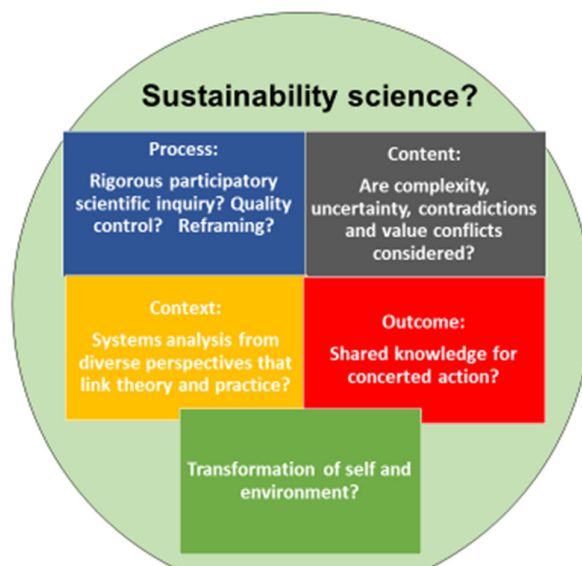 Sustainability science?
Process:
Rigorous participatory
scientific inquiry? Quality
control? Reframing?
Content:
Are complexity,
uncertainty, contradictions
and value conflicts
considered?
Context:
Systems analysis from
diverse perspectives that
link theory and practice?
Outcome:
Shared knowledge for
concerted action?
Transformation of self and
environment?